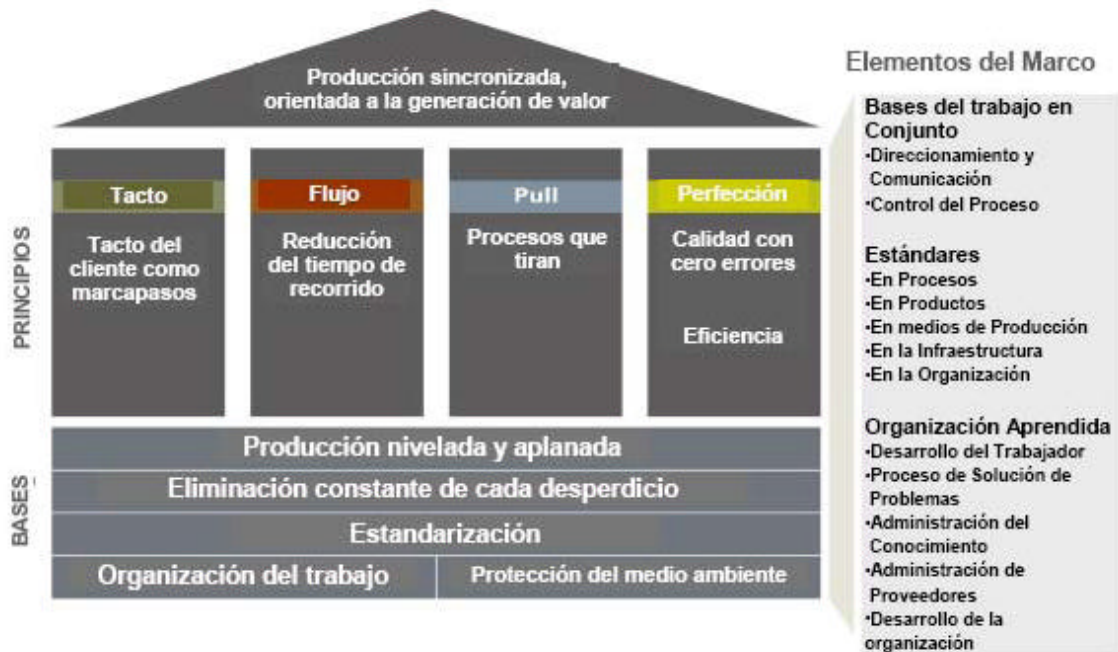 Producción sincronizada,
orientada a la generación de valor
PRINCIPIOS
Tacto
Tacto del
cliente como
marcapasos
Flujo
Reducción
del tiempo de
recorrido
Pull
Procesos que
tiran
Perfección
Calidad con
cero errores
Eficiencia
BASES
Producción nivelada y aplanada
Eliminación constante de cada desperdicio
Estandarización
Organización del trabajo
Protección del medio ambiente
Elementos del Marco
Bases del trabajo en
Conjunto
•Direccionamiento y
Comunicación
•Control del Proceso
Estándares
•En Procesos
•En Productos
•En medios de Producción
•En la Infraestructura
•En la Organización
Organización Aprendida
•Desarrollo del Trabajador
•Proceso de Solución de
Problemas
•Administración del
Conocimiento
•Administración de
Proveedores
•Desarrollo de la
organización